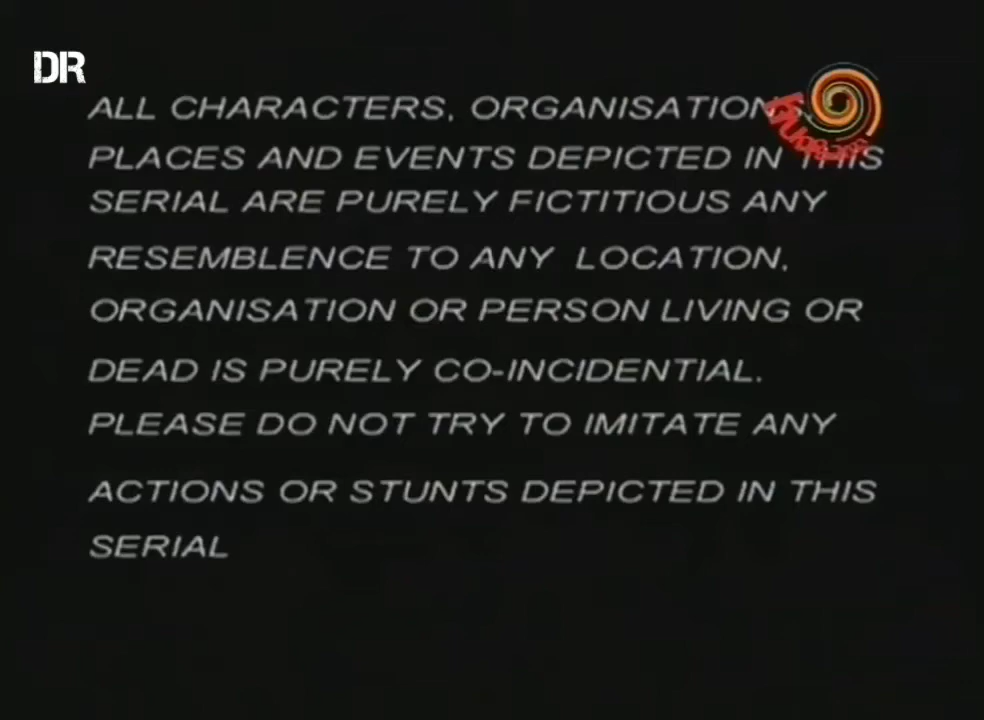 DR
ALL CHARACTERS, ORGANISATION
PLACES AND EVENTS DEPICTED IN THIS
SERIAL ARE PURELY FICTITIOUS ANY
RESEMBLENCE TO ANY LOCATION,
ORGANISATION OR PERSON LIVING OR
DEAD IS PURELY CO-INCIDENTIAL.
PLEASE DO NOT TRY TO IMITATE ANY
ACTIONS OR STUNTS DEPICTED IN THIS
SERIAL